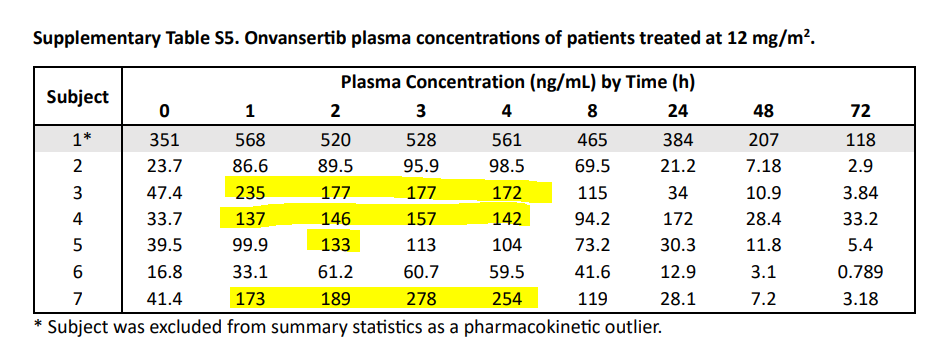 Supplementary Table S5. Onvansertib plasma concentrations of patients treated at 12 mg/m².
Subject Plasma Concentration (ng/mL) by Time (h)
0 1 2 3 4 8 24 48 72
1* 351 568 520 528 561 465 384 207 118
2 23.7 86.6 89.5 95.9 98.5 69.5 21.2 7.18 2.9
3 47.4 235 177 177 172 115 34 10.9 3.84
4 33.7 137 146 157 142 94.2 172 28.4 33.2
5 39.5 99.9 133 113 104 73.2 30.3 11.8 5.4
6 16.8 33.1 61.2 60.7 59.5 41.6 12.9 3.1 0.789
7 41.4 173 189 278 254 119 28.1 7.2 3.18
* Subject was excluded from summary statistics as a pharmacokinetic outlier.